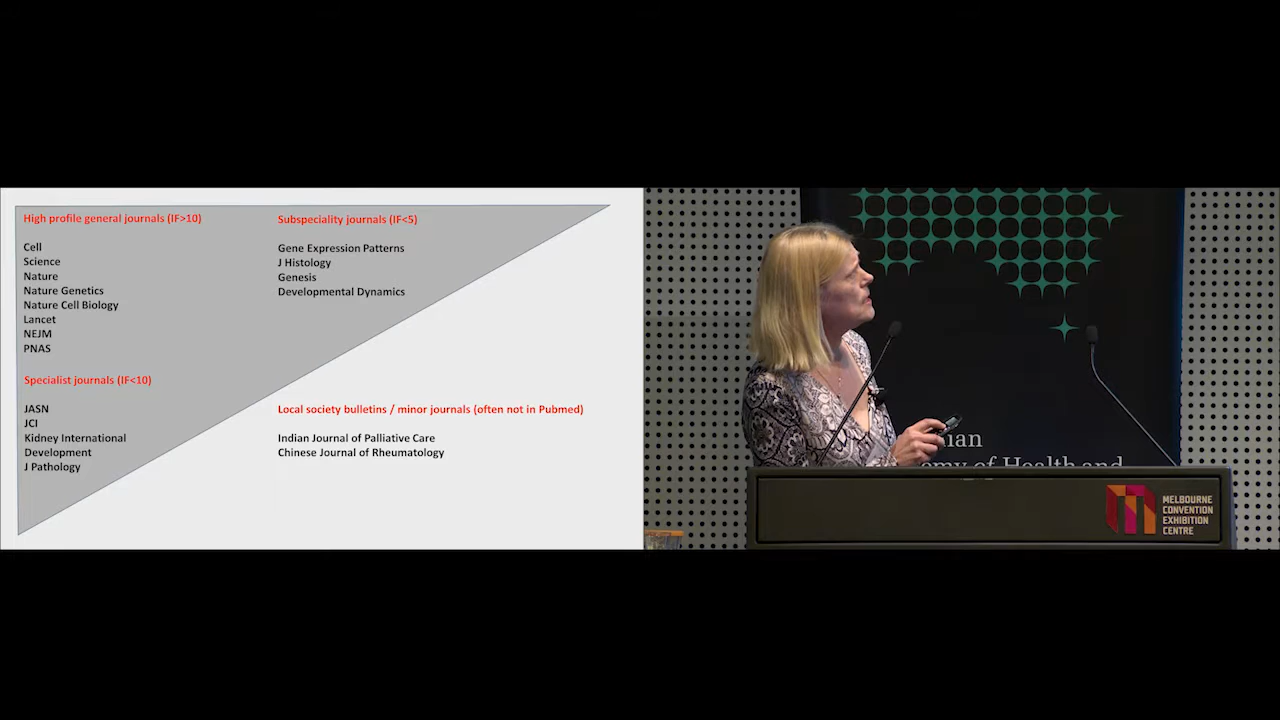 High profile general journals (IF>10)
Cell
Science
Nature
Nature Genetics
Nature Cell Biology
Lancet
NEJM
PNAS
Specialist journals (IF<10)
JASN
JCI
Kidney International
Development
J Pathology
Subspeciality journals (IF<5)
Gene Expression Patterns
J Histology
Genesis
Developmental Dynamics
Local society bulletins / minor journals (often not in Pubmed)
Indian Journal of Palliative Care
Chinese Journal of Rheumatology
of Health and
MELBOURNE
CONVENTION
EXHIBITION
CENTRE